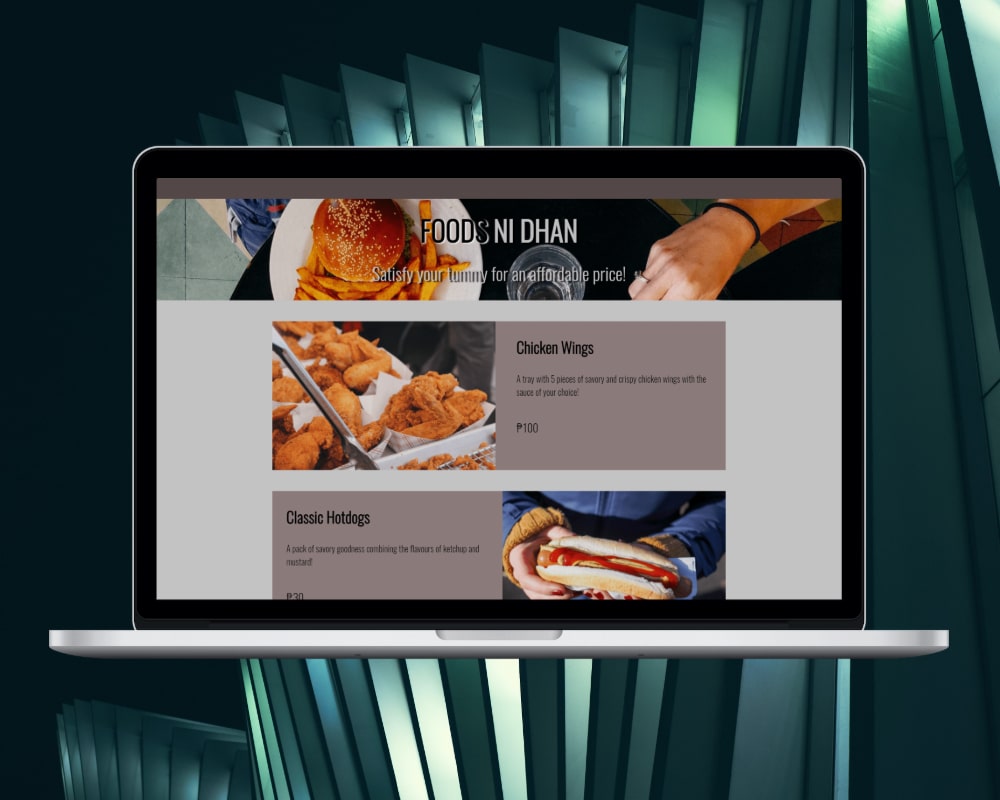 FOODS NI DHAN
Satisfy your tummy for an affordable price!
Chicken Wings
A tray with 5 pieces of savory and crispy chicken wings with the
sauce of your choice!
₱100
Classic Hotdogs
A pack of savory goodness combining the flavours of ketchup and
mustard!
₱30